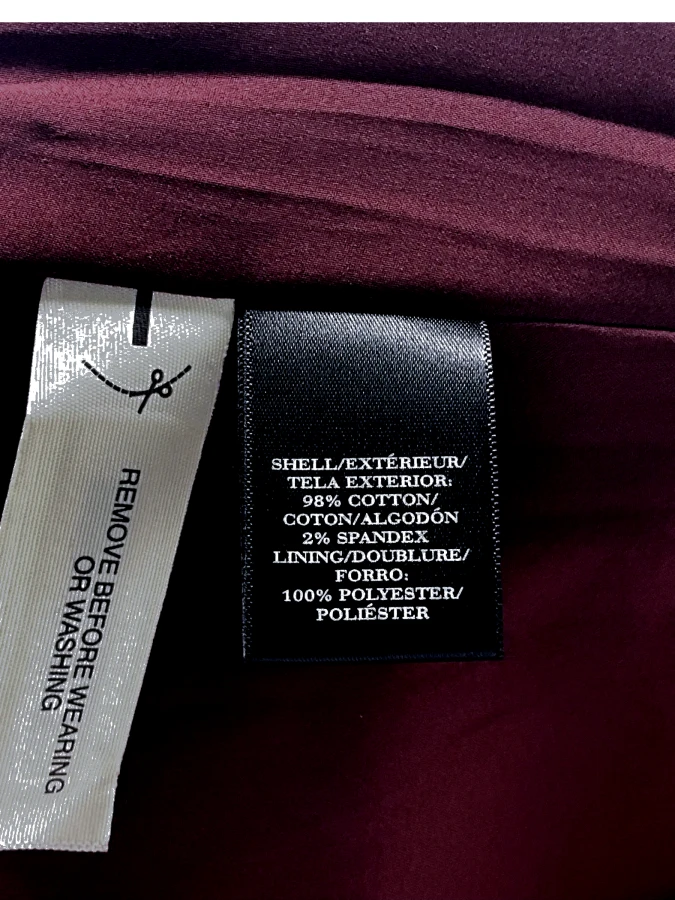 REMOVE BEFORE WEARING
OR WASHING
SHELL/EXTÉRIEUR/
TELA EXTERIOR:
98% COTTON/
COTON/ALGODÓN
2% SPANDEX
LINING/DOUBLURE/
FORRO:
100% POLYESTER/
POLIÉSTER